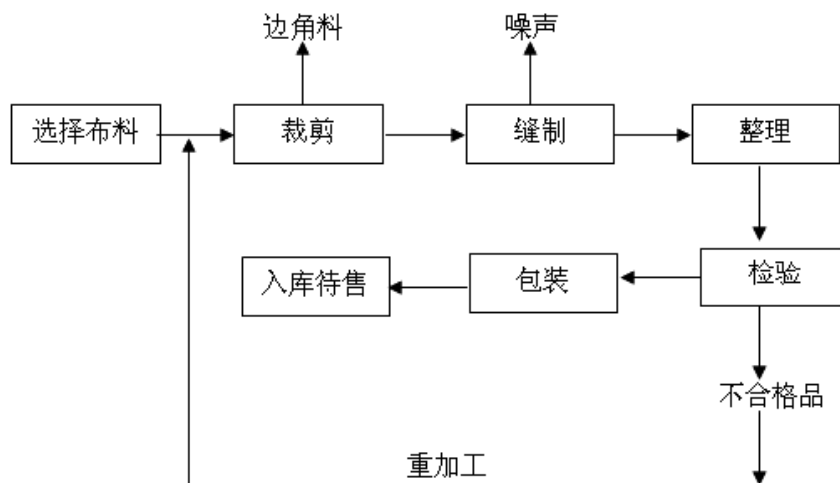 边角料
噪声
选择布料
裁剪
缝制
整理
入库待售
包装
检验
不合格品
重加工